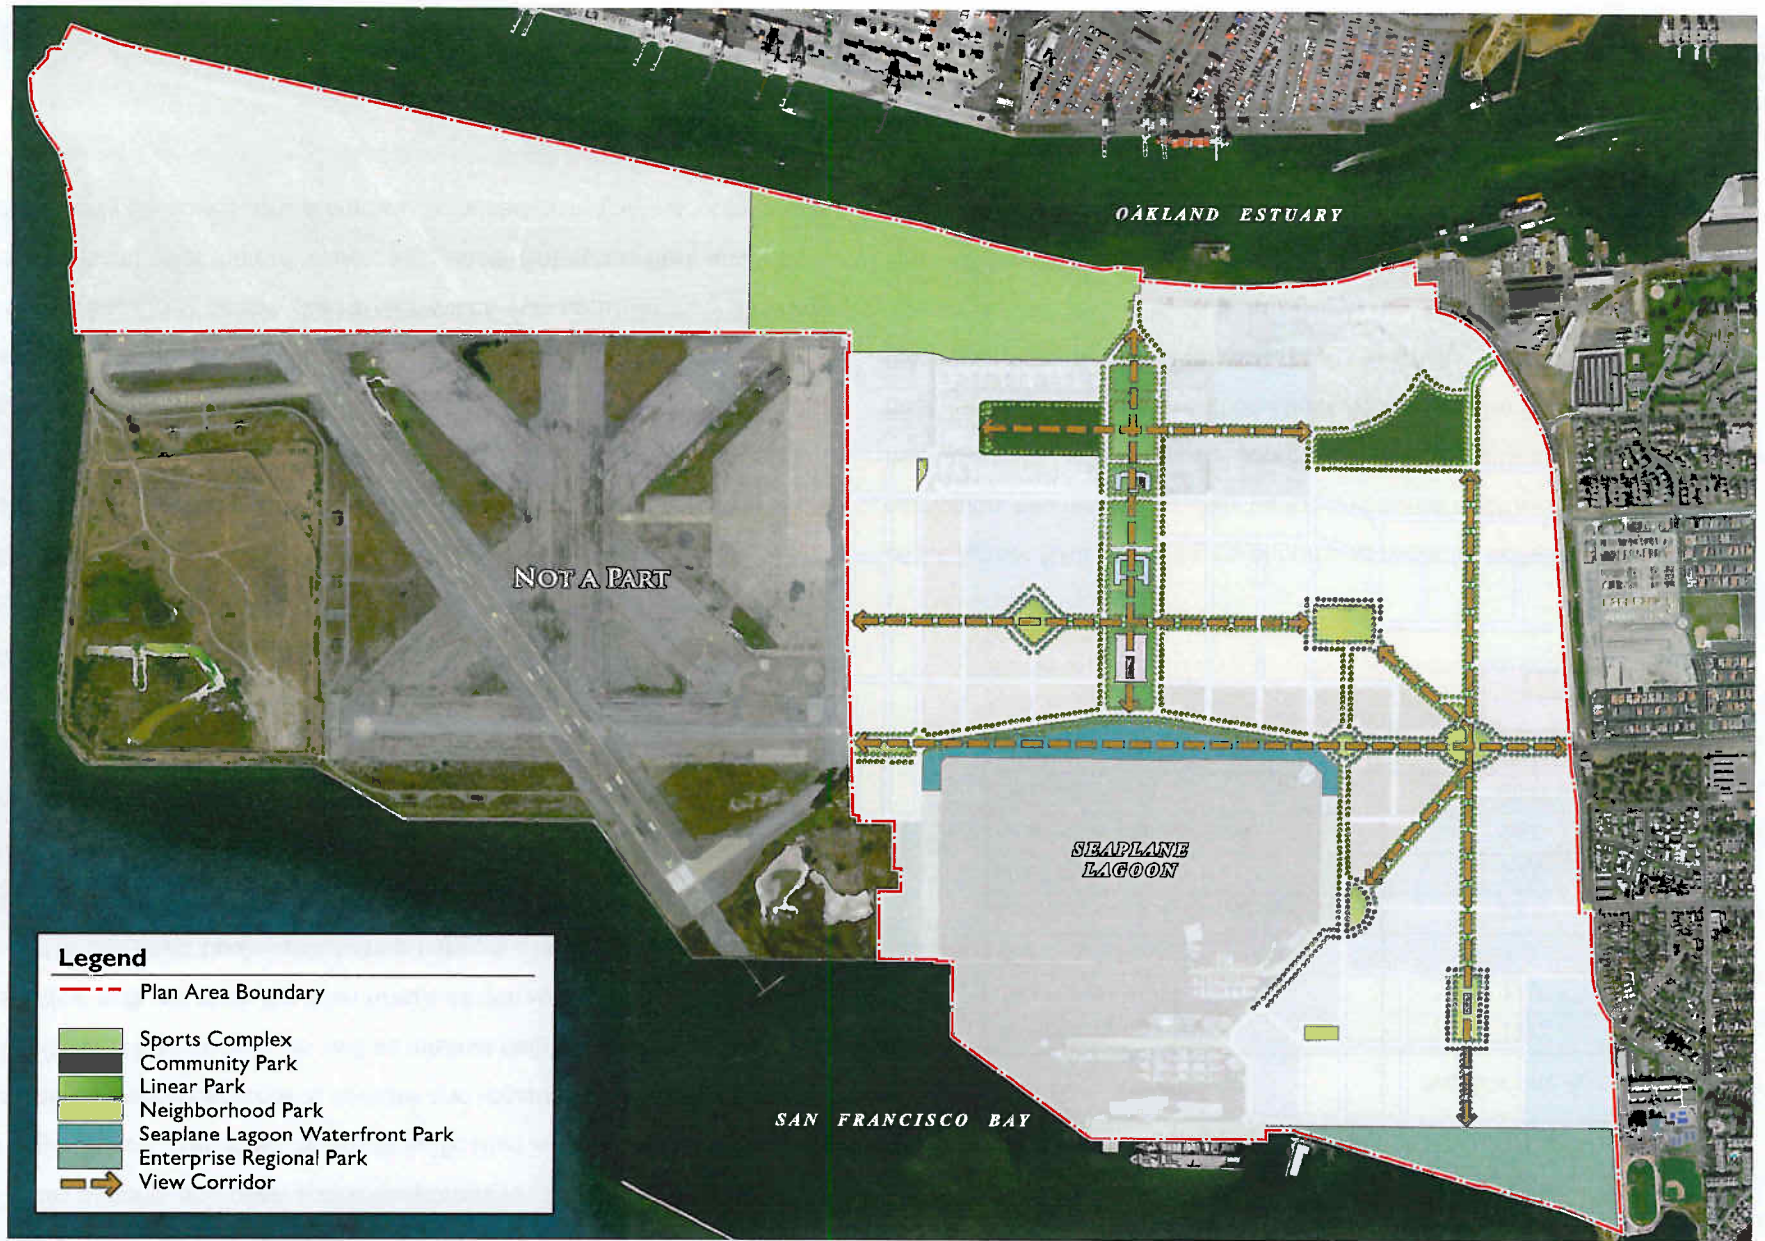 OAKLAND ESTUARY
NOT A PART
SEAPLANE
LAGOON
SAN FRANCISCO BAY
Legend
Plan Area Boundary
Sports Complex
Community Park
Linear Park
Neighborhood Park
Seaplane Lagoon Waterfront Park
Enterprise Regional Park
View Corridor